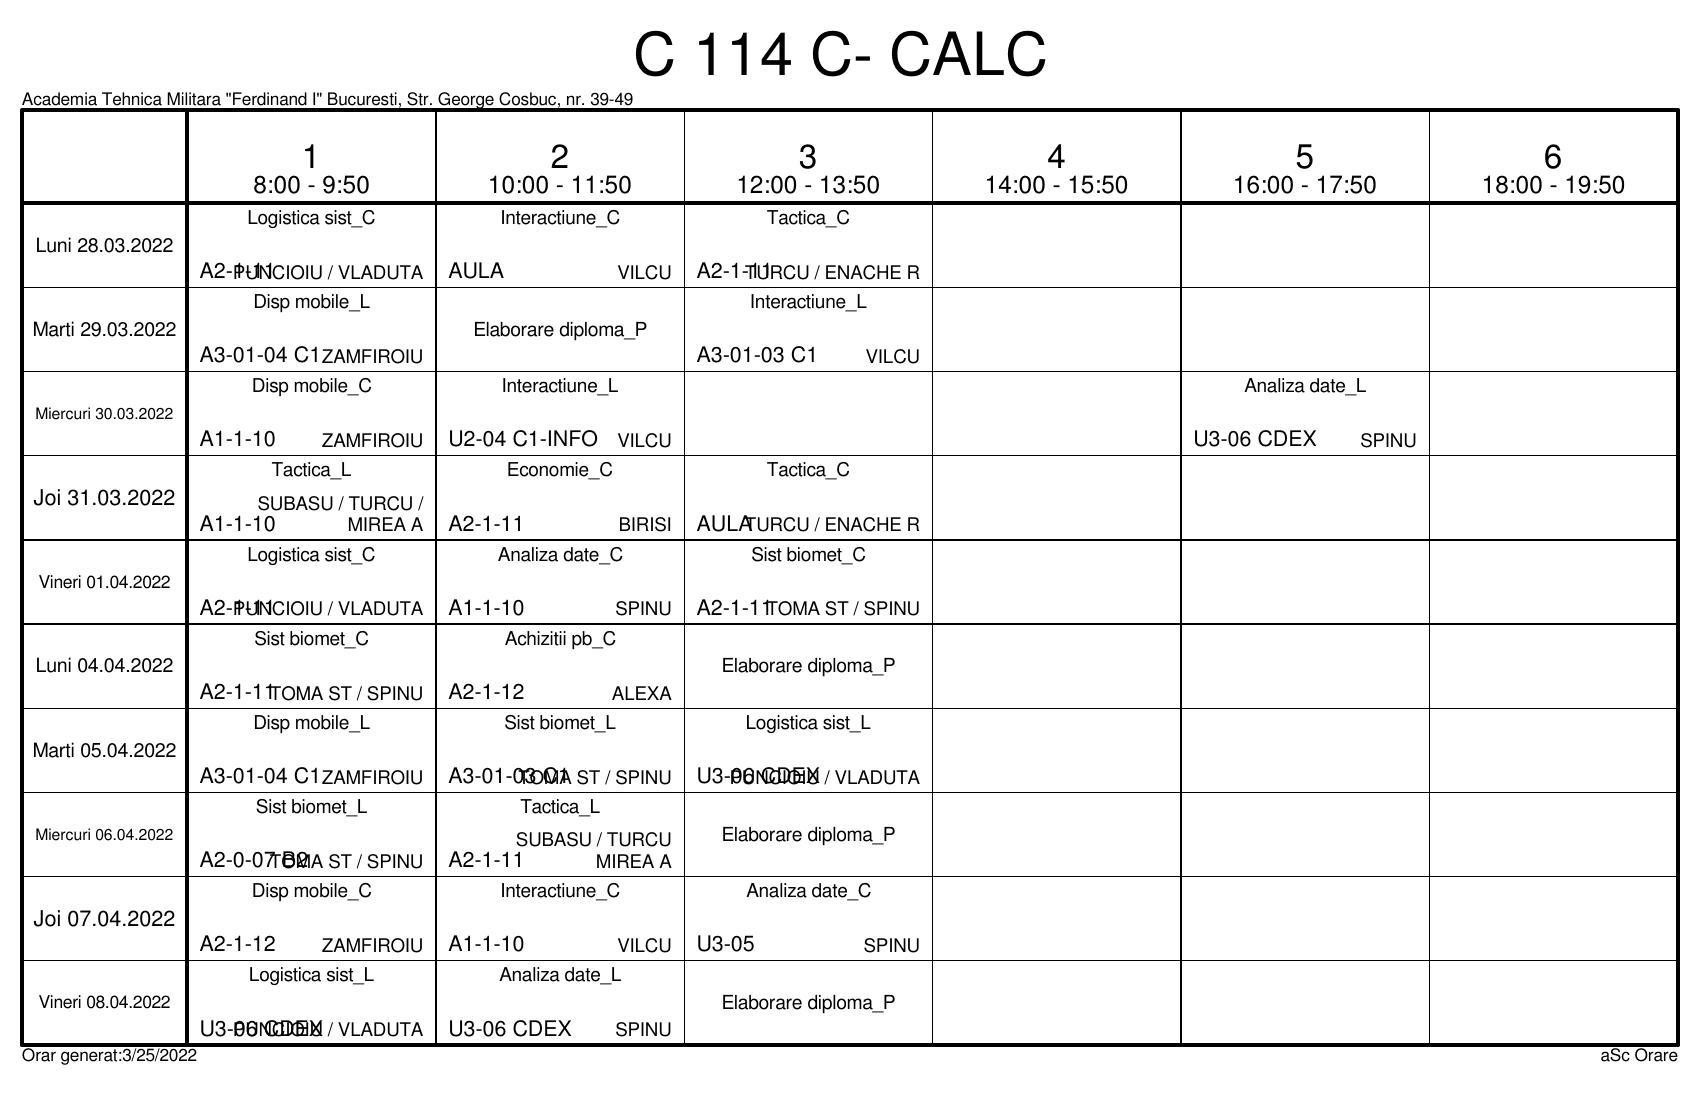 C 114 C- CALC
Academia Tehnica Militara "Ferdinand I" Bucuresti, Str. George Cosbuc, nr. 39-49
1 2 3 4 5 6
8:00 - 9:50 10:00 - 11:50 12:00 - 13:50 14:00 - 15:50 16:00 - 17:50 18:00 - 19:50
Luni 28.03.2022
Logistica sist_C
A2-1-11 PUNCIOIU / VLADUTA
Interactiune_C
AULA VILCU
Tactica_C
A2-1-11 TURCU / ENACHE R
Marti 29.03.2022
Disp mobile_L
A3-01-04 C1 ZAMFIROIU
Elaborare diploma_P
Interactiune_L
A3-01-03 C1 VILCU
Miercuri 30.03.2022
Disp mobile_C
A1-1-10 ZAMFIROIU
Interactiune_L
U2-04 C1-INFO VILCU
Analiza date_L
U3-06 CDEX SPINU
Joi 31.03.2022
Tactica_L
SUBASU / TURCU /
A1-1-10 MIREA A
Economie_C
A2-1-11 BIRISI
Tactica_C
AULA TURCU / ENACHE R
Vineri 01.04.2022
Logistica sist_C
A2-1-11 PUNCIOIU / VLADUTA
Analiza date_C
A1-1-10 SPINU
Sist biomet_C
A2-1-11 TOMA ST / SPINU
Luni 04.04.2022
Sist biomet_C
A2-1-11 TOMA ST / SPINU
Achizitii pb_C
A2-1-12 ALEXA
Elaborare diploma_P
Marti 05.04.2022
Disp mobile_L
A3-01-04 C1 ZAMFIROIU
Sist biomet_L
A3-01-03 C1 TOMA ST / SPINU
Logistica sist_L
U3-06 CDEX PUNCIOIU / VLADUTA
Miercuri 06.04.2022
Sist biomet_L
A2-0-07 B2 TOMA ST / SPINU
Tactica_L
SUBASU / TURCU
A2-1-11 MIREA A
Elaborare diploma_P
Joi 07.04.2022
Disp mobile_C
A2-1-12 ZAMFIROIU
Interactiune_C
A1-1-10 VILCU
Analiza date_C
U3-05 SPINU
Vineri 08.04.2022
Logistica sist_L
U3-06 CDEX PUNCIOIU / VLADUTA
Analiza date_L
U3-06 CDEX SPINU
Elaborare diploma_P
Orar generat:3/25/2022 aSc Orare